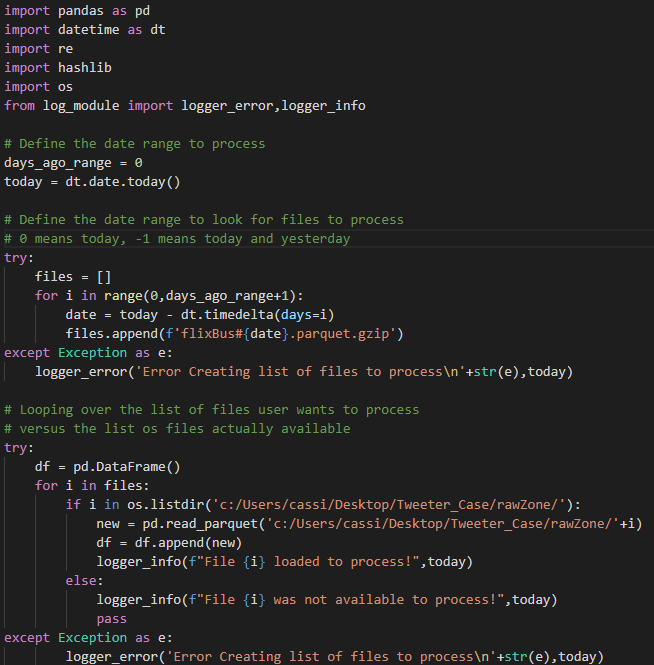 import pandas as pd
import datetime as dt
import re
import hashlib
import os
from log_module import logger_error,logger_info

# Define the date range to process
days_ago_range = 0
today = dt.date.today()

# Define the date range to look for files to process
# 0 means today, -1 means today and yesterday
try:
    files = []
    for i in range(0,days_ago_range+1):
        date = today - dt.timedelta(days=i)
        files.append(f'flixBus#{date}.parquet.gzip')
except Exception as e:
    logger_error('Error Creating list of files to process\n'+str(e),today)

# Looping over the list of files user wants to process
# versus the list os files actually available
try:
    df = pd.DataFrame()
    for i in files:
        if i in os.listdir('c:/Users/cassi/Desktop/Tweeter_Case/rawZone/'):
            new = pd.read_parquet('c:/Users/cassi/Desktop/Tweeter_Case/rawZone/'+i)
            df = df.append(new)
            logger_info(f"File {i} loaded to process!",today)
        else:
            logger_info(f"File {i} was not available to process!",today)
            pass
except Exception as e:
        logger_error('Error Creating list of files to process\n'+str(e),today)